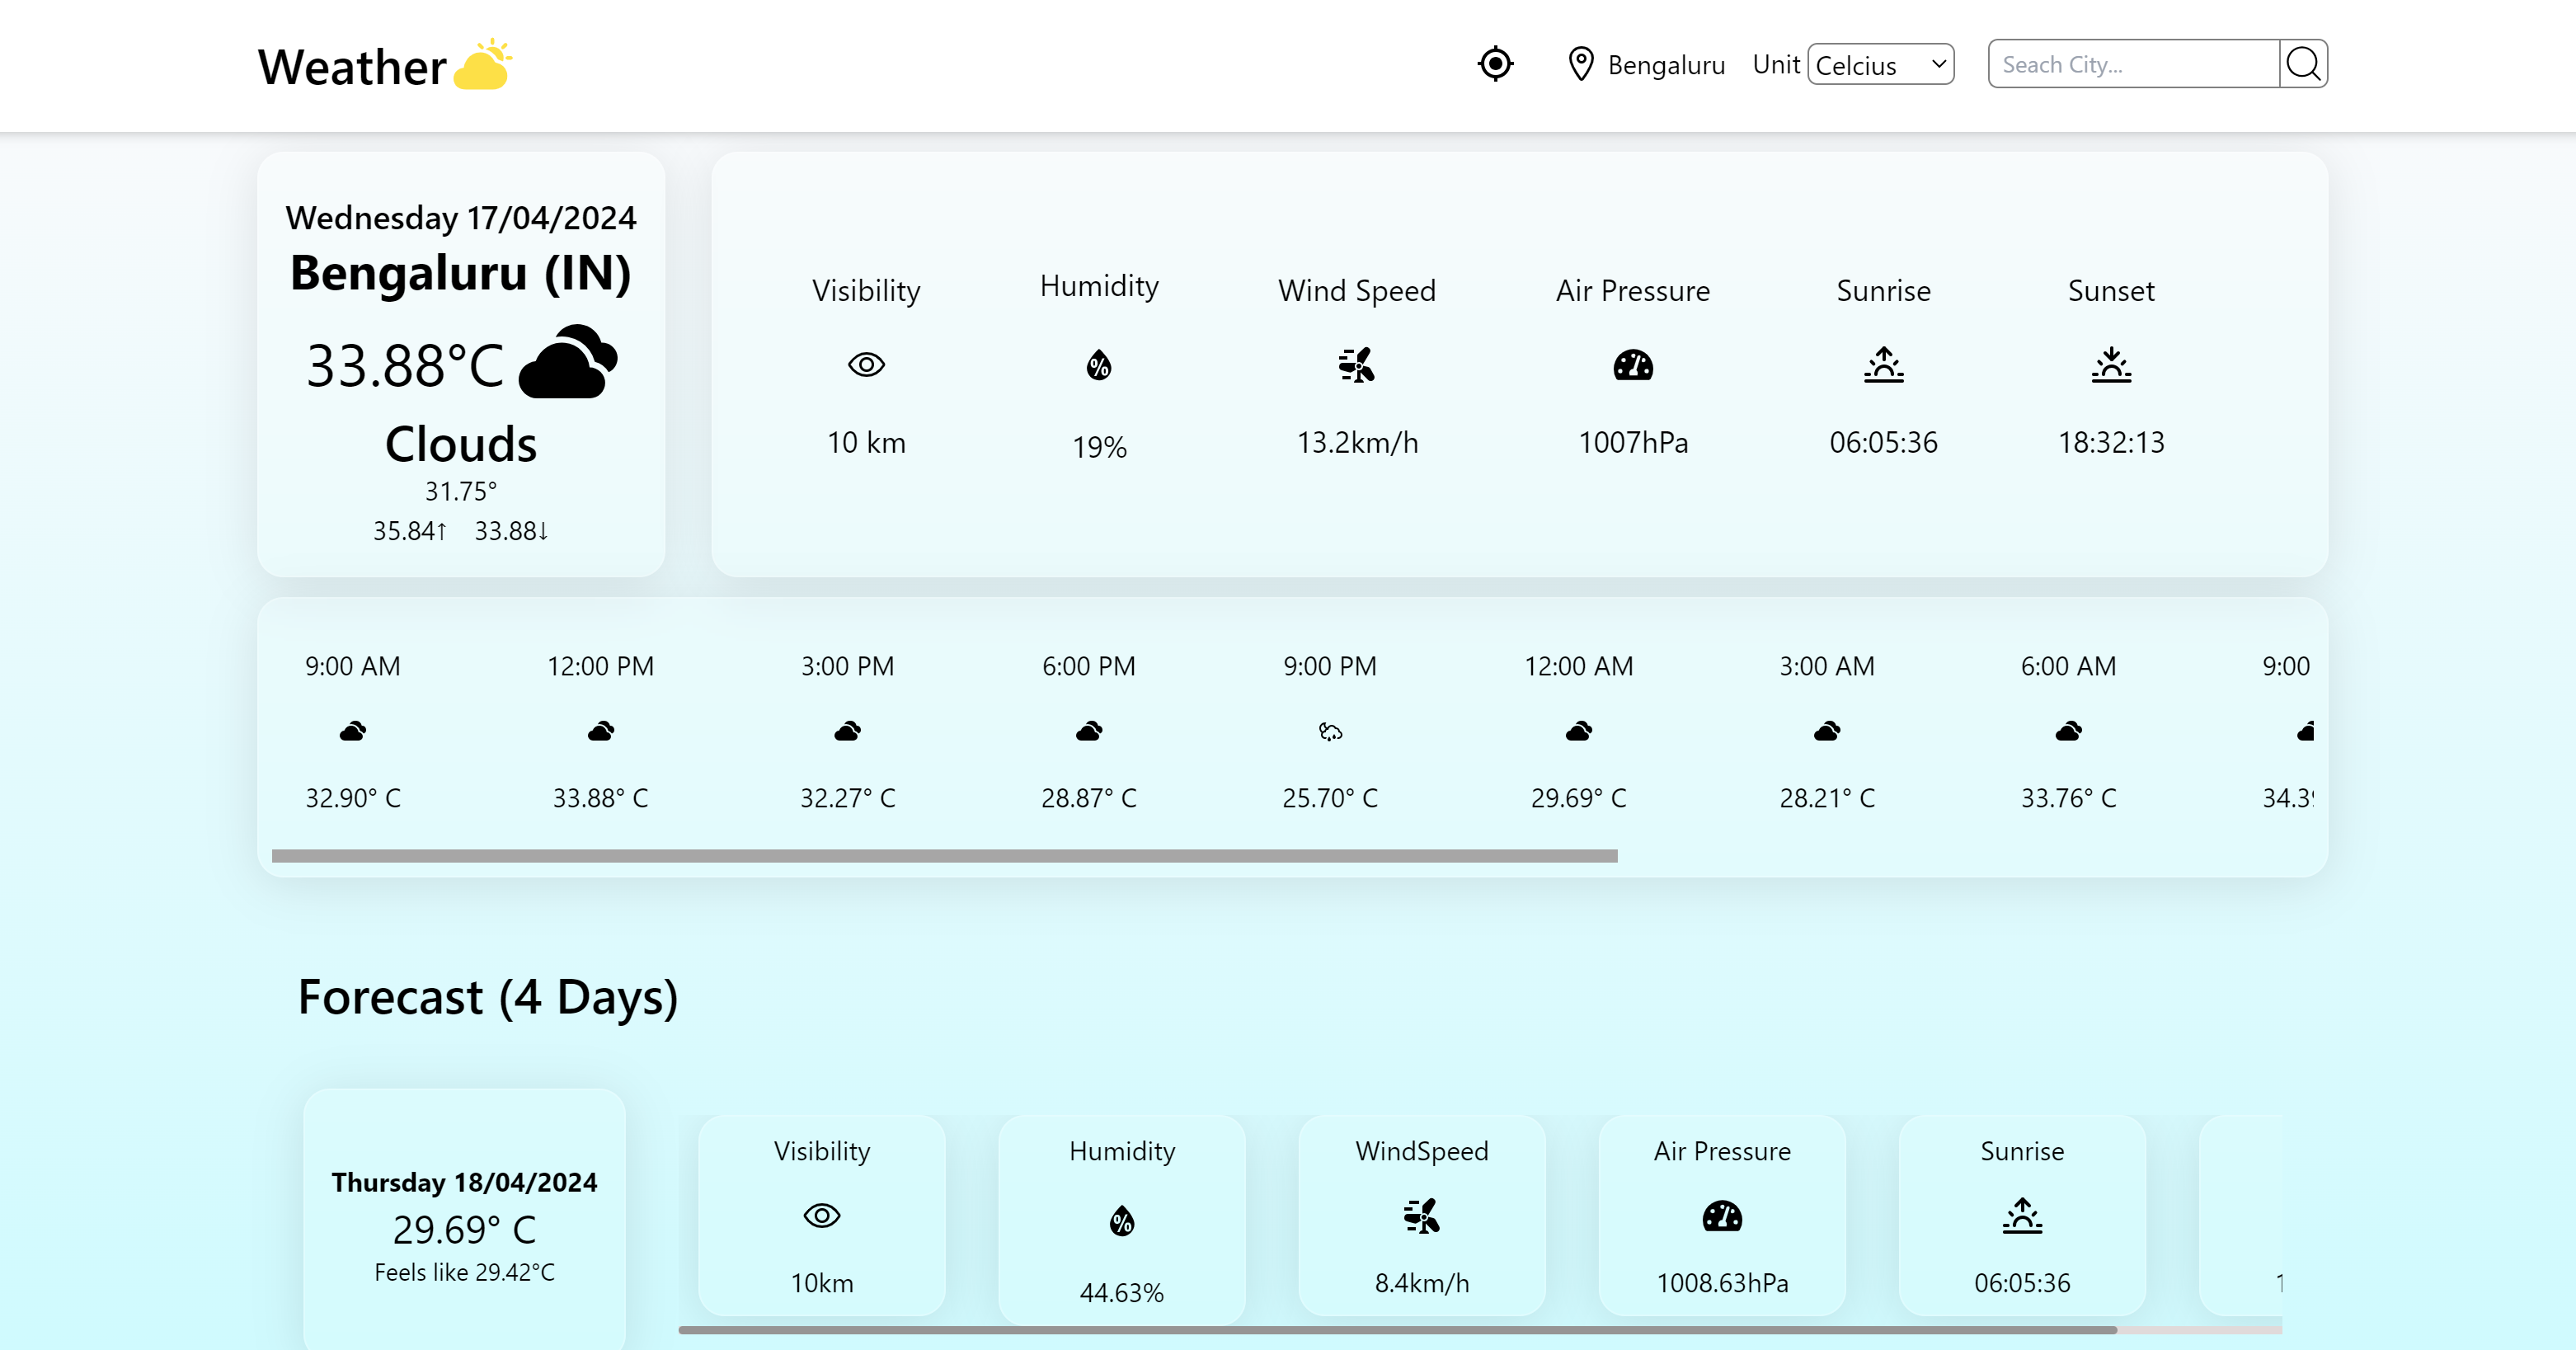 Weather
Bengaluru Unit Celcius Seach City...
Wednesday 17/04/2024
Bengaluru (IN)
33.88°C
Clouds
31.75°
35.84↑ 33.88↓
Visibility Humidity Wind Speed Air Pressure Sunrise Sunset
%
10 km 19% 13.2km/h 1007hPa 06:05:36 18:32:13
9:00 AM 12:00 PM 3:00 PM 6:00 PM 9:00 PM 12:00 AM 3:00 AM 6:00 AM 9:00
32.90° C 33.88° C 32.27° C 28.87° C 25.70° C 29.69° C 28.21° C 33.76° C
Forecast (4 Days)
Thursday 18/04/2024
29.69° C
Feels like 29.42°C
Visibility Humidity WindSpeed Air Pressure Sunrise
%
10km 44.63% 8.4km/h 1008.63hPa 06:05:36